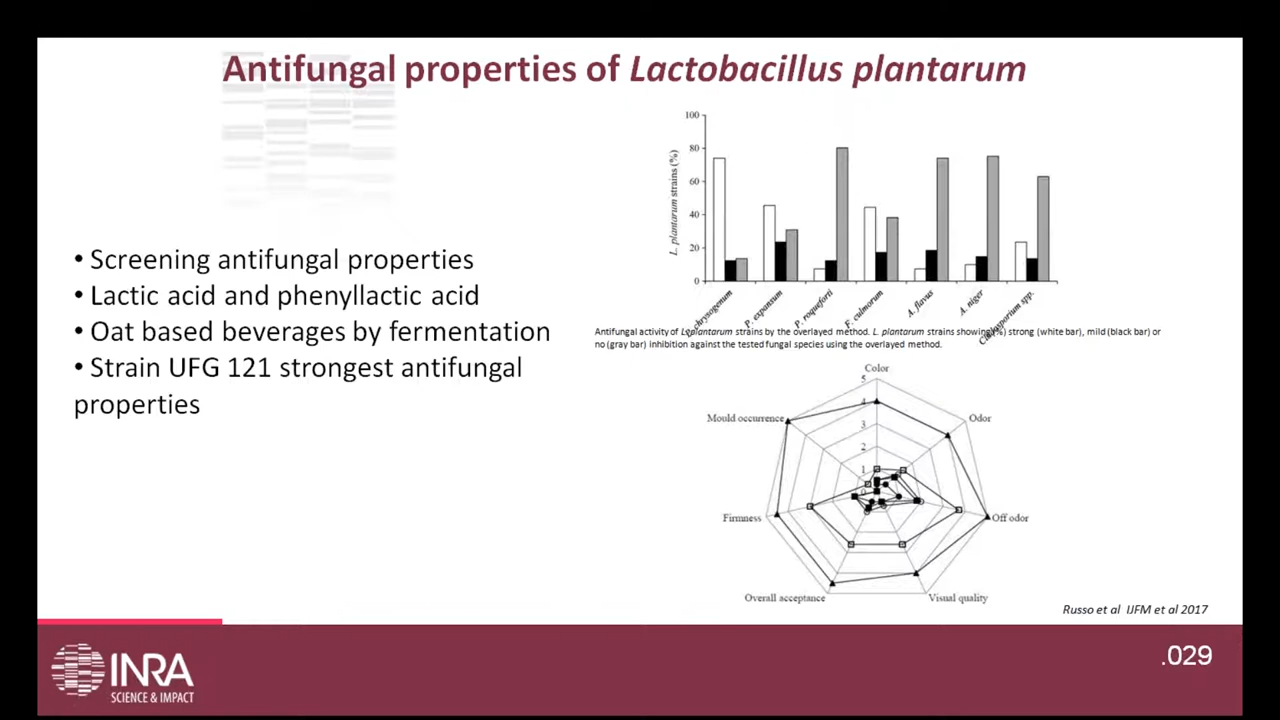 Antifungal properties of Lactobacillus plantarum
• Screening antifungal properties
• Lactic acid and phenyllactic acid
• Oat based beverages by fermentation
• Strain UFG 121 strongest antifungal
properties
L. plantarum strains (%)
100
80
60
40
20
0
chrysogenum
P. expansum
P. roqueforti
F. culmorum
A. flavus
A. niger
Cladosporium spp.
Antifungal activity of L. plantarum strains by the overlayed method. L. plantarum strains showing (%) strong (white bar), mild (black bar) or
no (gray bar) inhibition against the tested fungal species using the overlayed method.
Color
5
4
3
2
1
0
Mould occurrence
Odor
Firmness
Off odor
Overall acceptance
Visual quality
Russo et al IJFM et al 2017
INRA
SCIENCE & IMPACT
.029